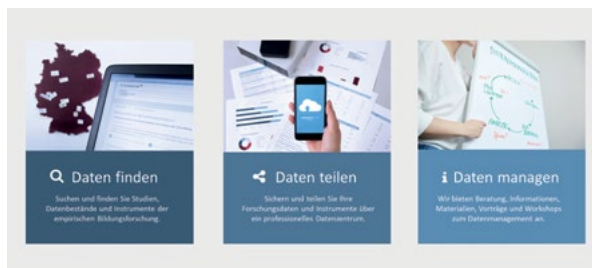 Daten finden
Suchen und finden Sie Studien,
Datenbestände und Instrumente der
empirischen Bildungsforschung.
Daten teilen
Sichern und teilen Sie Ihre
Forschungsdaten und Instrumente über
ein professionelles Datenzentrum.
Daten managen
Wir bieten Beratung, Informationen,
Materialien, Vorträge und Workshops
zum Datenmanagement an.